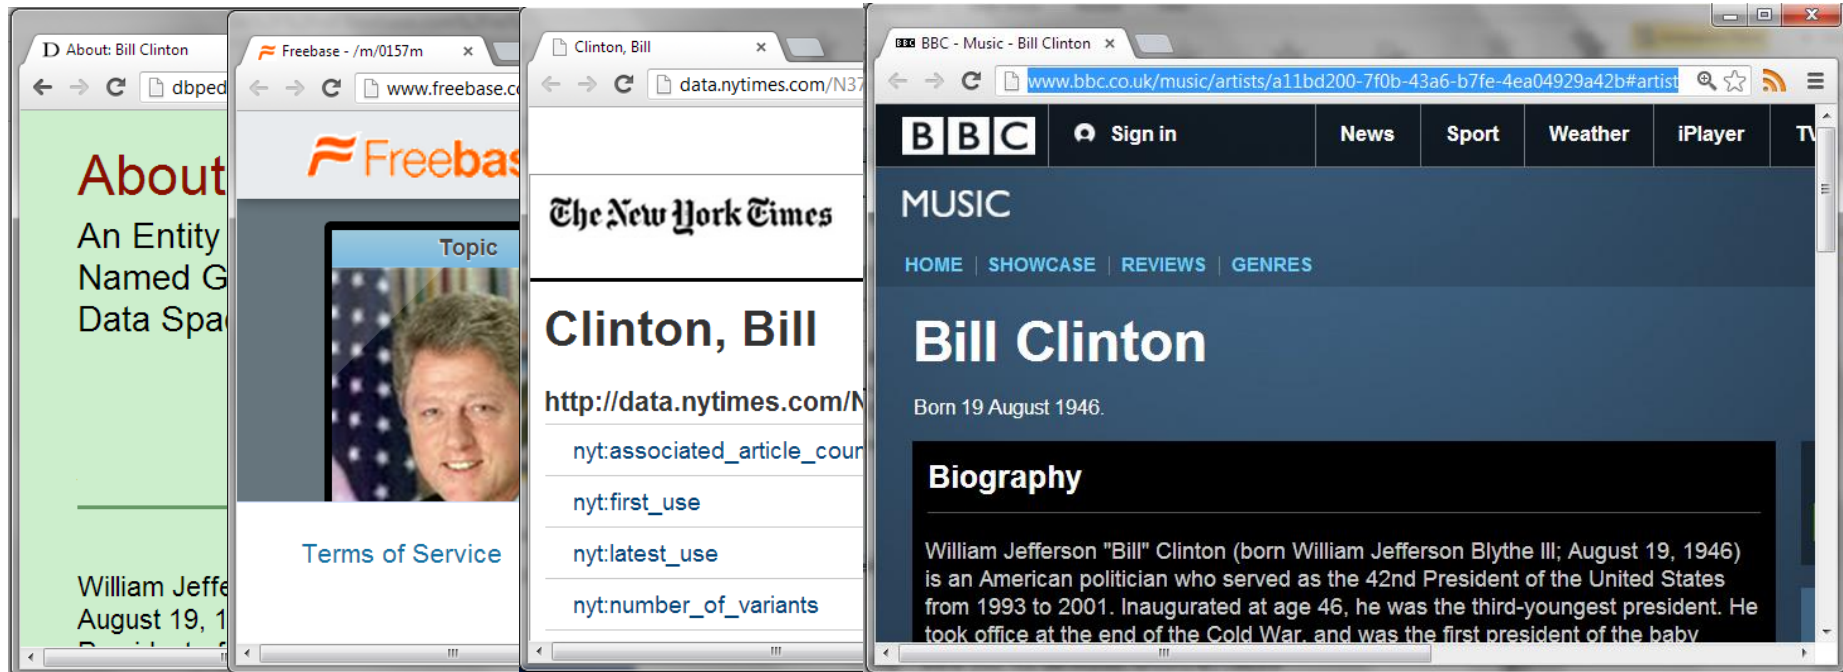 About: Bill Clinton
dbped
About
An Entity
Named G
Data Spa
William Jeffe
August 19, 1
Freebase - /m/0157m
www.freebase.co
Freebas
Topic
Terms of Service
Clinton, Bill
data.nytimes.com/N37
The New York Times
Clinton, Bill
http://data.nytimes.com/N
nyt:associated_article_coun
nyt:first_use
nyt:latest_use
nyt:number_of_variants
BBC - Music - Bill Clinton
www.bbc.co.uk/music/artists/a11bd200-7f0b-43a6-b7fe-4ea04929a42b#artist
BBC Sign in News Sport Weather iPlayer TV
MUSIC
HOME | SHOWCASE | REVIEWS | GENRES
Bill Clinton
Born 19 August 1946.
Biography
William Jefferson "Bill" Clinton (born William Jefferson Blythe III; August 19, 1946)
is an American politician who served as the 42nd President of the United States
from 1993 to 2001. Inaugurated at age 46, he was the third-youngest president. He
took office at the end of the Cold War, and was the first president of the baby